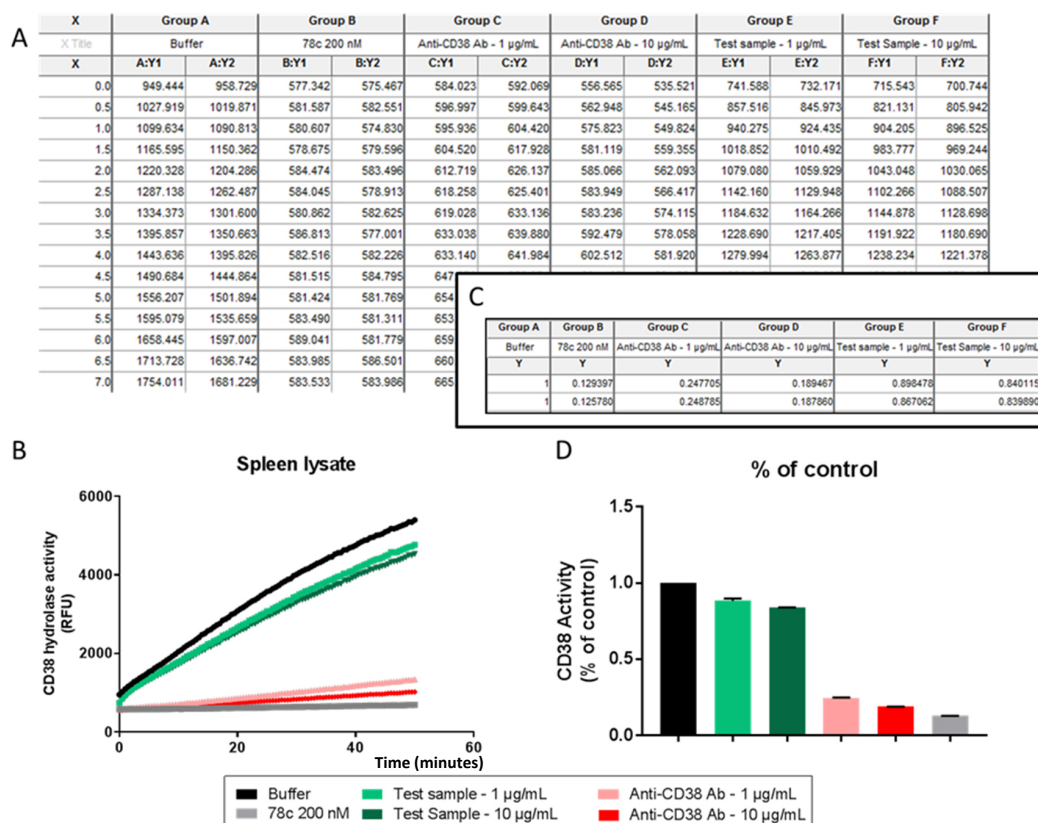 A
X Group A Group B Group C Group D Group E Group F
X Title Buffer 78c 200 nM Anti-CD38 Ab - 1 µg/mL Anti-CD38 Ab - 10 µg/mL Test sample - 1 µg/mL Test Sample - 10 µg/mL
X A:Y1 A:Y2 B:Y1 B:Y2 C:Y1 C:Y2 D:Y1 D:Y2 E:Y1 E:Y2 F:Y1 F:Y2
0.0 949.444 958.729 577.342 575.467 584.023 592.069 556.565 535.521 741.588 732.171 715.543 700.744
0.5 1027.919 1019.871 581.587 582.551 596.997 599.643 562.948 545.165 857.516 845.973 821.131 805.942
1.0 1099.634 1090.813 580.607 574.830 595.936 604.420 575.823 549.824 940.275 924.435 904.205 896.525
1.5 1165.595 1150.362 578.675 579.596 604.520 617.928 581.119 559.355 1018.852 1010.492 983.777 969.244
2.0 1220.328 1204.286 584.474 583.496 612.719 626.137 585.066 562.093 1079.080 1059.929 1043.048 1030.065
2.5 1287.138 1262.487 584.045 578.913 618.258 625.401 583.949 566.417 1142.160 1129.948 1102.266 1088.507
3.0 1334.373 1301.600 580.862 582.625 619.028 633.136 583.236 574.115 1184.632 1164.266 1144.878 1128.698
3.5 1395.857 1350.663 586.813 577.001 633.038 639.880 592.479 578.058 1228.690 1217.405 1191.922 1180.690
4.0 1443.636 1395.826 582.516 582.226 633.140 641.984 602.512 581.920 1279.994 1263.877 1238.234 1221.378
4.5 1490.684 1444.864 581.515 584.795 647
5.0 1556.207 1501.894 581.424 581.769 654
5.5 1595.079 1535.659 583.490 581.311 653
6.0 1658.445 1597.007 589.041 581.779 659
6.5 1713.728 1636.742 583.985 586.501 660
7.0 1754.011 1681.229 583.533 583.986 665
C
Group A Group B Group C Group D Group E Group F
Buffer 78c 200 nM Anti-CD38 Ab - 1 µg/mL Anti-CD38 Ab - 10 µg/mL Test sample - 1 µg/mL Test Sample - 10 µg/mL
Y Y Y Y Y Y
1 0.129397 0.247705 0.189467 0.898478 0.840115
1 0.125780 0.248785 0.187860 0.867062 0.839890
B
Spleen lysate
CD38 hydrolase activity
(RFU)
6000
4000
2000
0
0 20 40 60
Time (minutes)
D
% of control
CD38 Activity
(% of control)
1.5
1.0
0.5
0.0
Buffer Test sample - 1 µg/mL Anti-CD38 Ab - 1 µg/mL
78c 200 nM Test Sample - 10 µg/mL Anti-CD38 Ab - 10 µg/mL